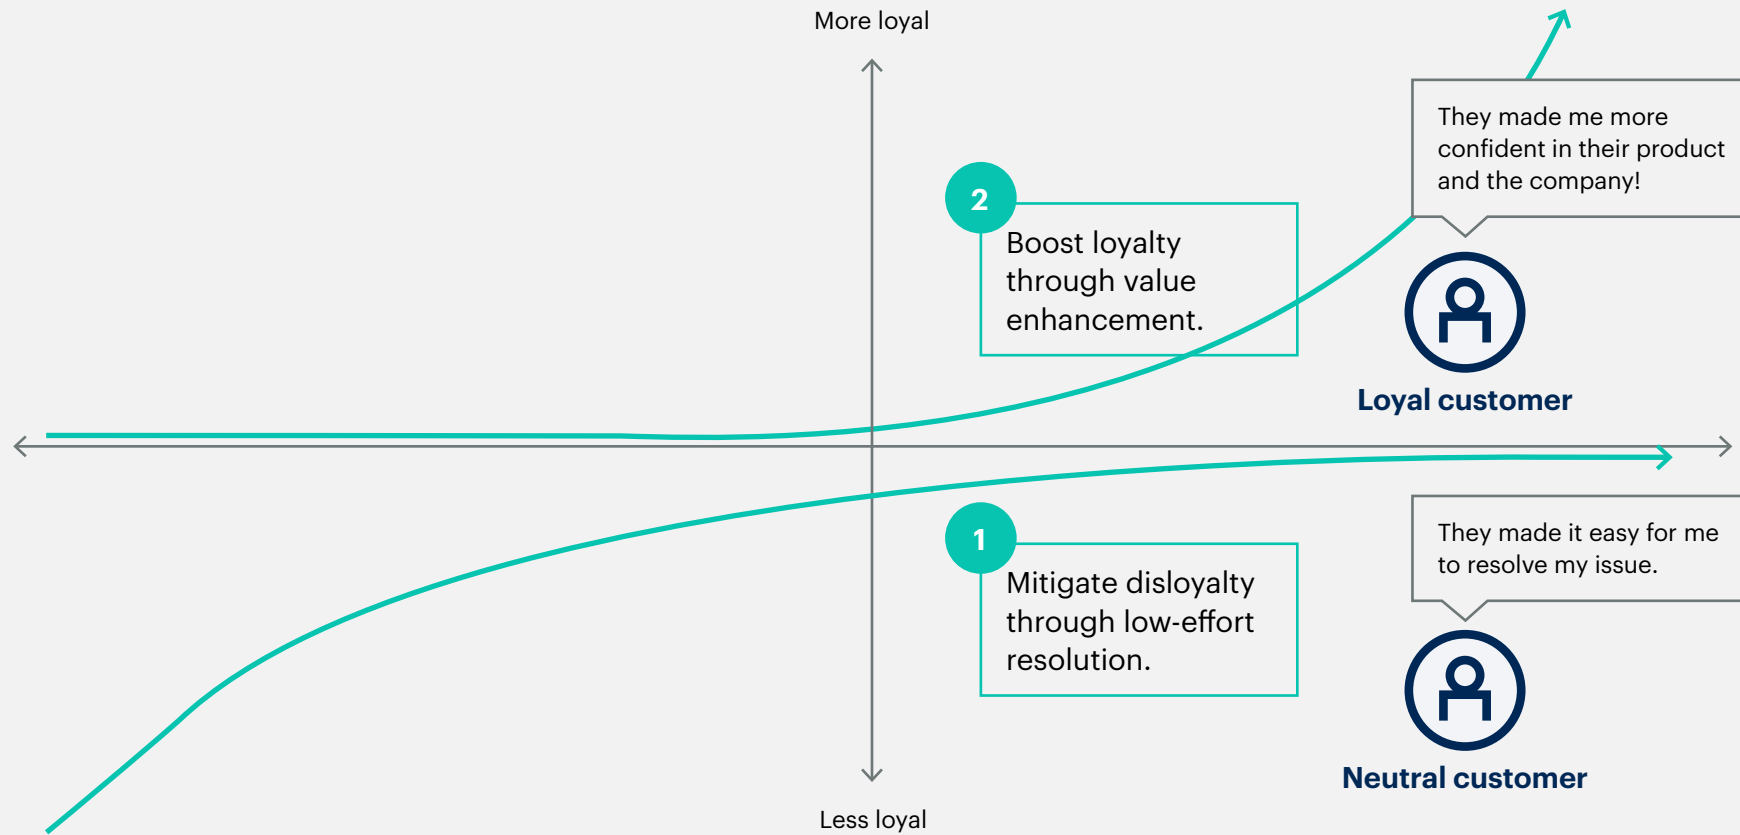 More loyal
They made me more
confident in their product
and the company!
2
Boost loyalty
through value
enhancement.
Loyal customer
1
Mitigate disloyalty
through low-effort
resolution.
They made it easy for me
to resolve my issue.
Neutral customer
Less loyal